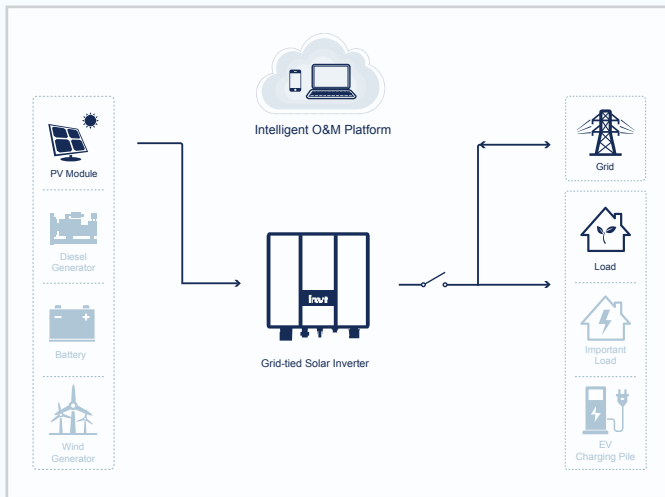 Intelligent O&M Platform
PV Module
Diesel
Generator
Battery
Wind
Generator
invt
Grid-tied Solar Inverter
Grid
Load
Important
Load
EV
Charging Pile